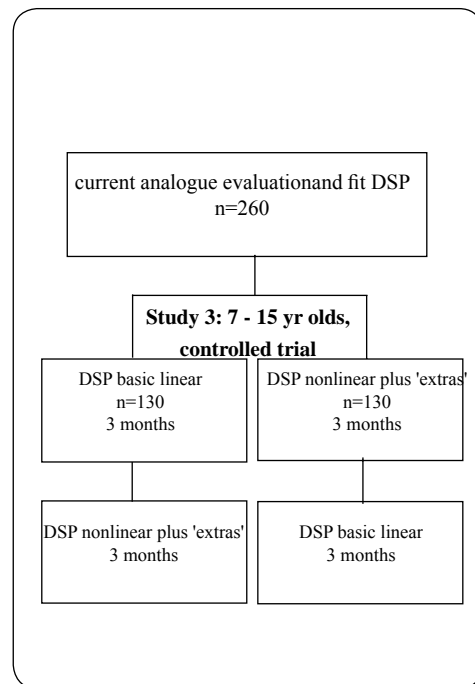 current analogue evaluationand fit DSP
n=260
Study 3: 7 - 15 yr olds,
controlled trial
DSP basic linear
n=130
3 months
DSP nonlinear plus 'extras'
n=130
3 months
DSP nonlinear plus 'extras'
3 months
DSP basic linear
3 months